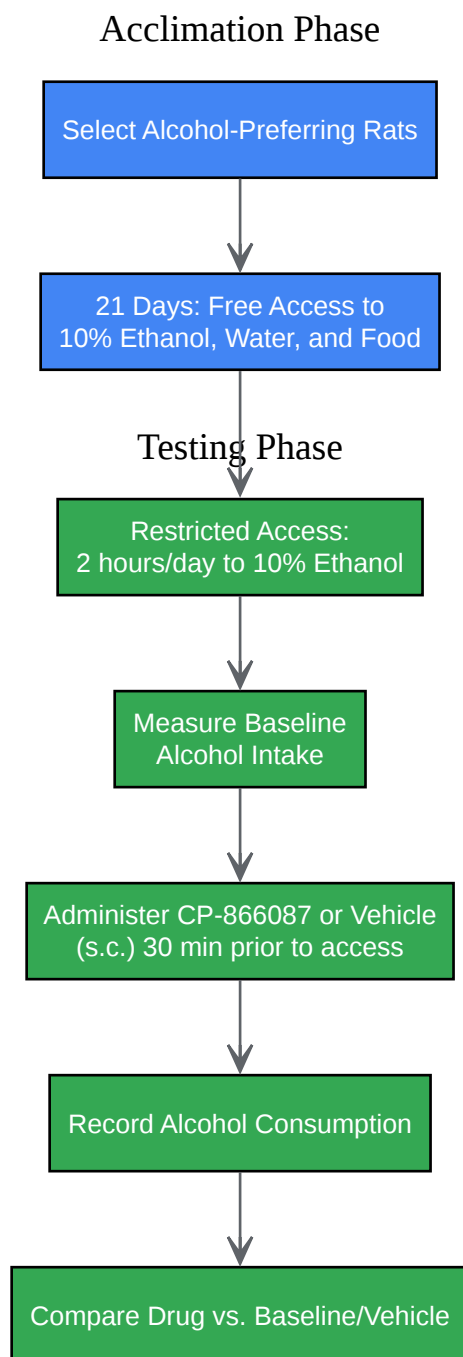 Acclimation Phase
Select Alcohol-Preferring Rats
21 Days: Free Access to
10% Ethanol, Water, and Food
Testing Phase
Restricted Access:
2 hours/day to 10% Ethanol
Measure Baseline
Alcohol Intake
Administer CP-866087 or Vehicle
(s.c.) 30 min prior to access
Record Alcohol Consumption
Compare Drug vs. Baseline/Vehicle